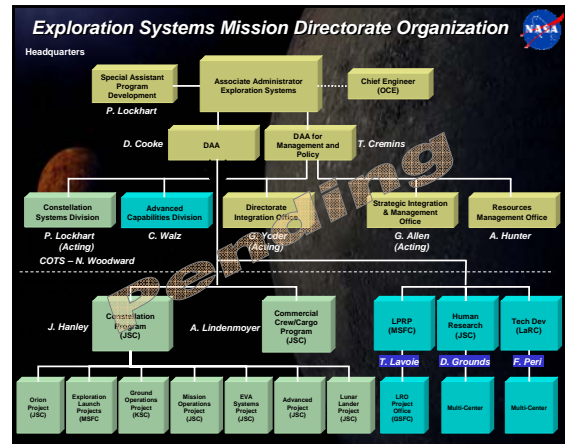 Exploration Systems Mission Directorate Organization
NASA
Headquarters
Special Assistant
Program
Development
Associate Administrator
Exploration Systems
Chief Engineer
(OCE)
P. Lockhart
D. Cooke
DAA
DAA for
Management and
Policy
T. Cremins
Constellation
Systems Division
Advanced
Capabilities Division
Directorate
Integration Office
Strategic Integration
& Management
Office
Resources
Management Office
P. Lockhart
(Acting)
C. Walz
G. Yoder
(Acting)
G. Allen
(Acting)
A. Hunter
COTS – N. Woodward
Pending
J. Hanley
Constellation
Program
(JSC)
A. Lindenmoyer
Commercial
Crew/Cargo
Program
(JSC)
LPRP
(MSFC)
Human
Research
(JSC)
Tech Dev
(LaRC)
T. Lavoie
D. Grounds
F. Peri
Orion
Project
(JSC)
Exploration
Launch
Projects
(MSFC
Ground
Operations
Project
(KSC)
Mission
Operations
Project
(JSC)
EVA
Systems
Project
(JSC)
Advanced
Project
(JSC)
Lunar
Lander
Project
(JSC)
LRO
Project
Office
(GSFC)
Multi-Center
Multi-Center